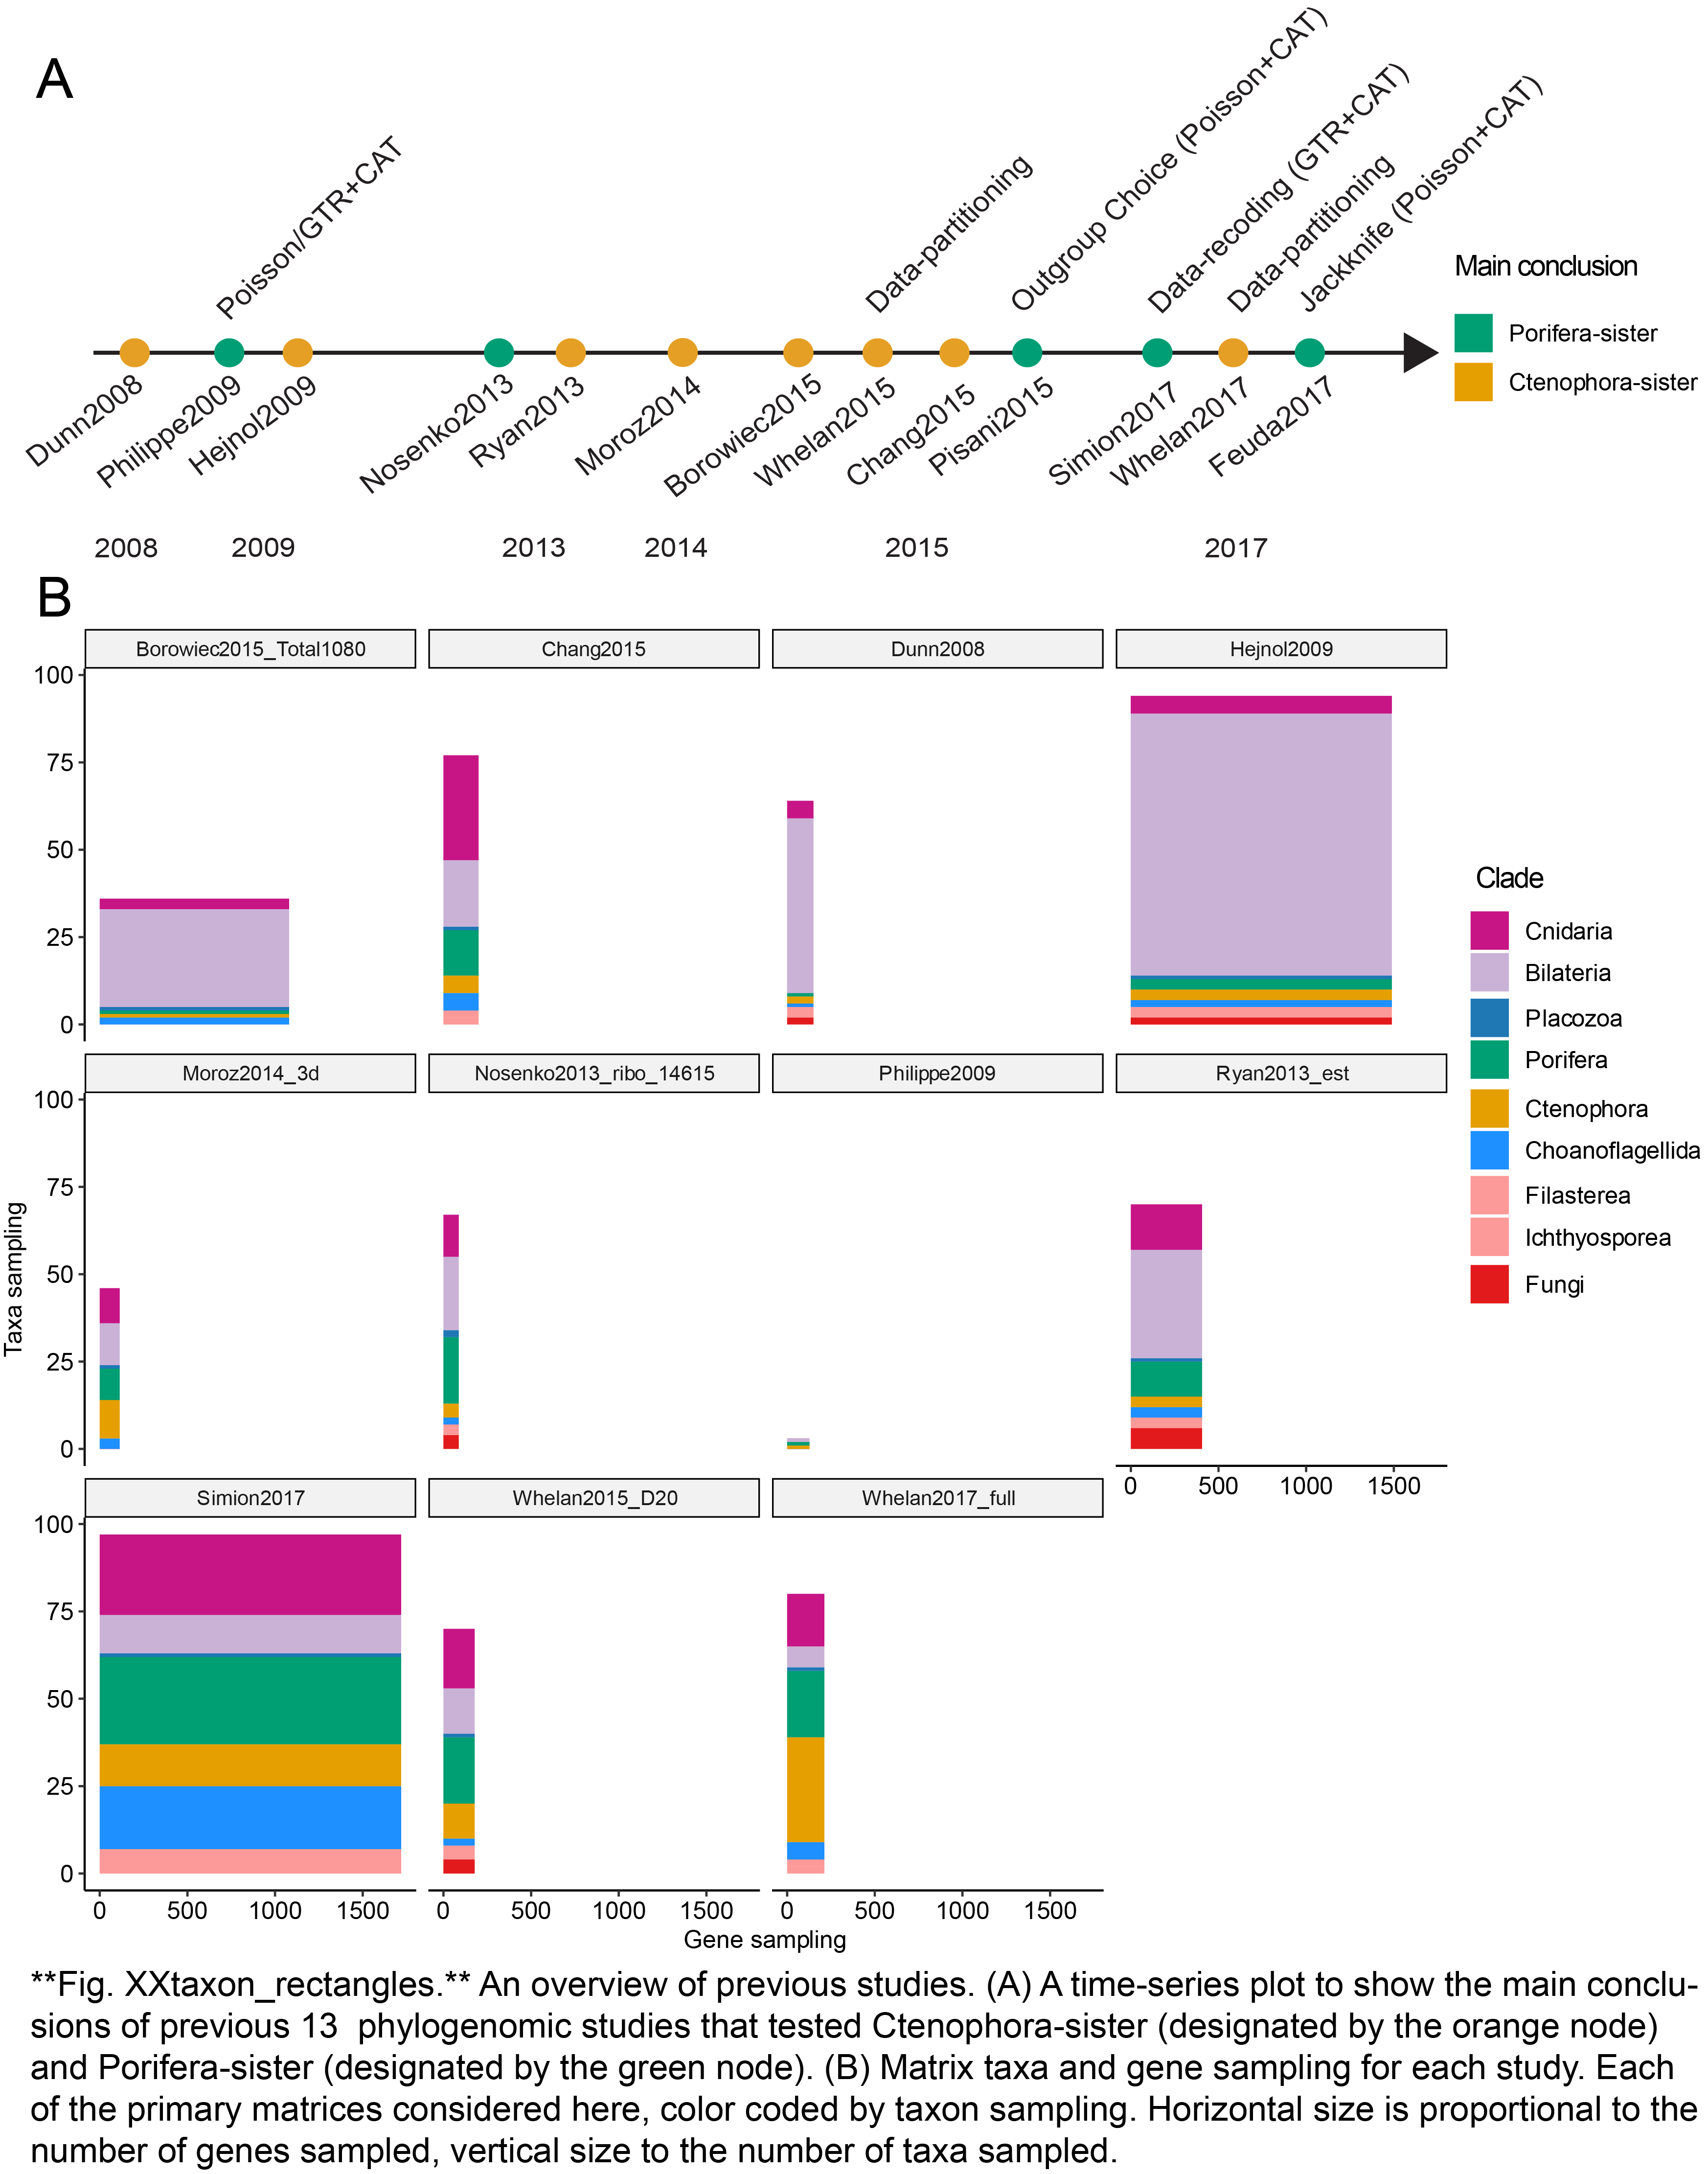 A
Poisson/GTR+CAT
Data-partitioning
Outgroup Choice (Poisson+CAT)
Data-recoding (GTR+CAT)
Data-partitioning
Jackknife (Poisson+CAT)
Dunn2008
Philippe2009
Hejnol2009
Nosenko2013
Ryan2013
Moroz2014
Borowiec2015
Whelan2015
Chang2015
Pisani2015
Simion2017
Whelan2017
Feuda2017
Main conclusion
Porifera-sister
Ctenophora-sister
2008 2009 2013 2014 2015 2017
B
Borowiec2015_Total1080 Chang2015 Dunn2008 Hejnol2009
100
75
50
25
0
Moroz2014_3d Nosenko2013_ribo_14615 Philippe2009 Ryan2013_est
100
75
50
25
0
0 500 1000 1500
Simion2017 Whelan2015_D20 Whelan2017_full
100
75
50
25
0
0 500 1000 1500 0 500 1000 1500 0 500 1000 1500
Taxa sampling
Gene sampling
Clade
Cnidaria
Bilateria
Placozoa
Porifera
Ctenophora
Choanoflagellida
Filasterea
Ichthyosporea
Fungi
**Fig. XXtaxon_rectangles.** An overview of previous studies. (A) A time-series plot to show the main conclu-
sions of previous 13 phylogenomic studies that tested Ctenophora-sister (designated by the orange node)
and Porifera-sister (designated by the green node). (B) Matrix taxa and gene sampling for each study. Each
of the primary matrices considered here, color coded by taxon sampling. Horizontal size is proportional to the
number of genes sampled, vertical size to the number of taxa sampled.